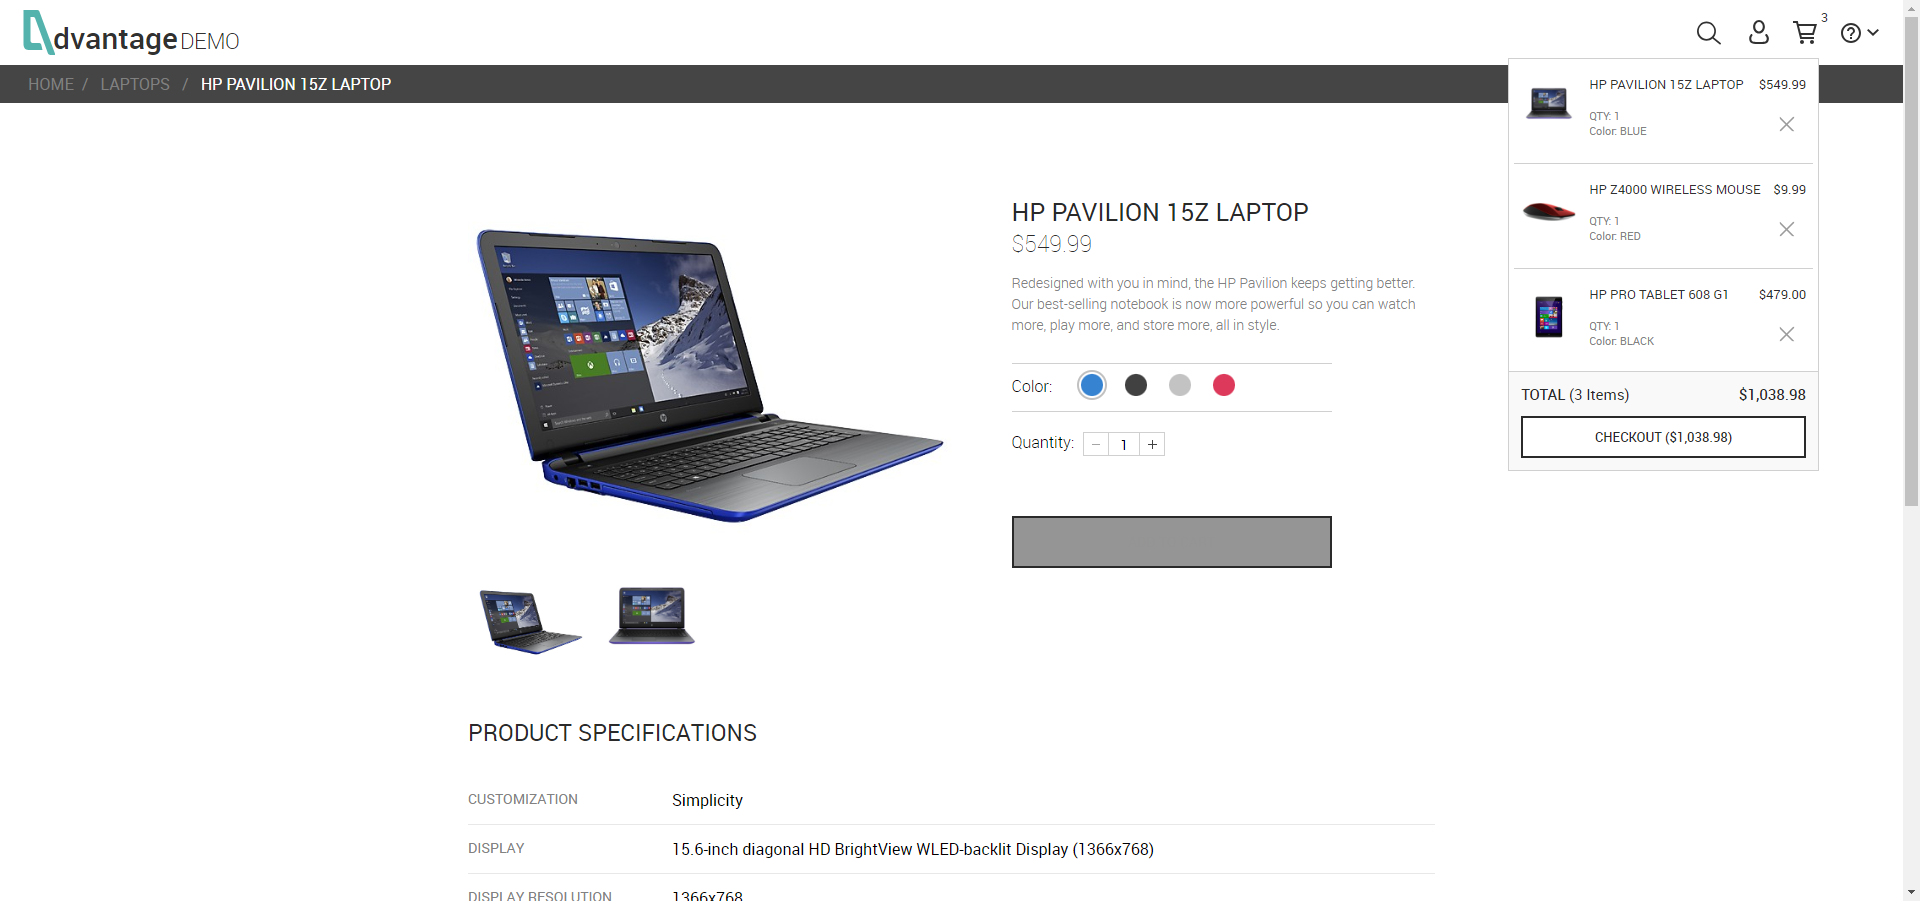 dvantage DEMO
3
HOME / LAPTOPS / HP PAVILION 15Z LAPTOP
HP PAVILION 15Z LAPTOP $549.99
QTY: 1
Color: BLUE
HP Z4000 WIRELESS MOUSE $9.99
QTY: 1
Color: RED
HP PRO TABLET 608 G1 $479.00
QTY: 1
Color: BLACK
TOTAL (3 Items) $1,038.98
CHECKOUT ($1,038.98)
HP PAVILION 15Z LAPTOP
$549.99
Redesigned with you in mind, the HP Pavilion keeps getting better.
Our best-selling notebook is now more powerful so you can watch
more, play more, and store more, all in style.
Color:
Quantity: − 1 +
PRODUCT SPECIFICATIONS
CUSTOMIZATION Simplicity
DISPLAY 15.6-inch diagonal HD BrightView WLED-backlit Display (1366x768)
DISPLAY RESOLUTION 1366x768